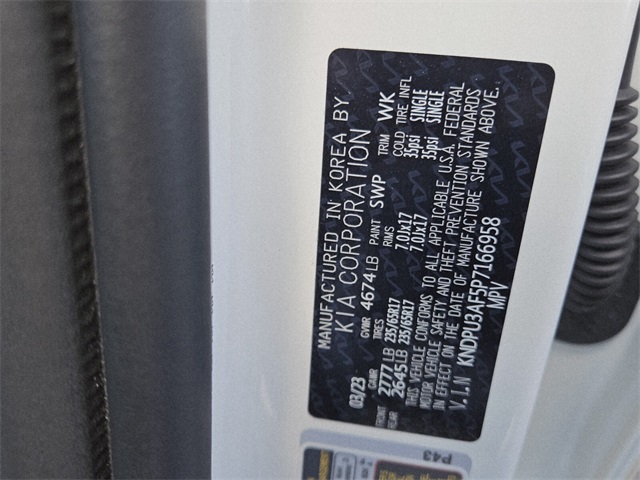 MANUFACTURED IN KOREA BY
KIA CORPORATION
03/23 GVWR 4674LB PAINT SWP TRIM WK
GAWR TIRES RIMS COLD TIRE INFL
FRONT 2777LB 235/65R17 7.0Jx17 35psi SINGLE
REAR 2645LB 235/65R17 7.0Jx17 35psi SINGLE
THIS VEHICLE CONFORMS TO ALL APPLICABLE U.S.A. FEDERAL
MOTOR VEHICLE SAFETY AND THEFT PREVENTION STANDARDS
IN EFFECT ON THE DATE OF MANUFACTURE SHOWN ABOVE.
V.I.N KNDPU3AF5P7166958
MPV
P43